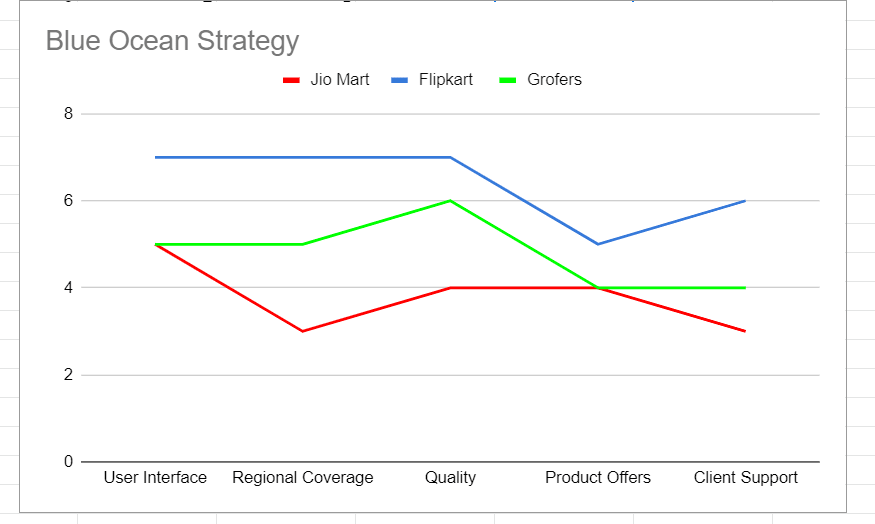 Blue Ocean Strategy
Jio Mart Flipkart Grofers
8
6
4
2
0
User Interface Regional Coverage Quality Product Offers Client Support